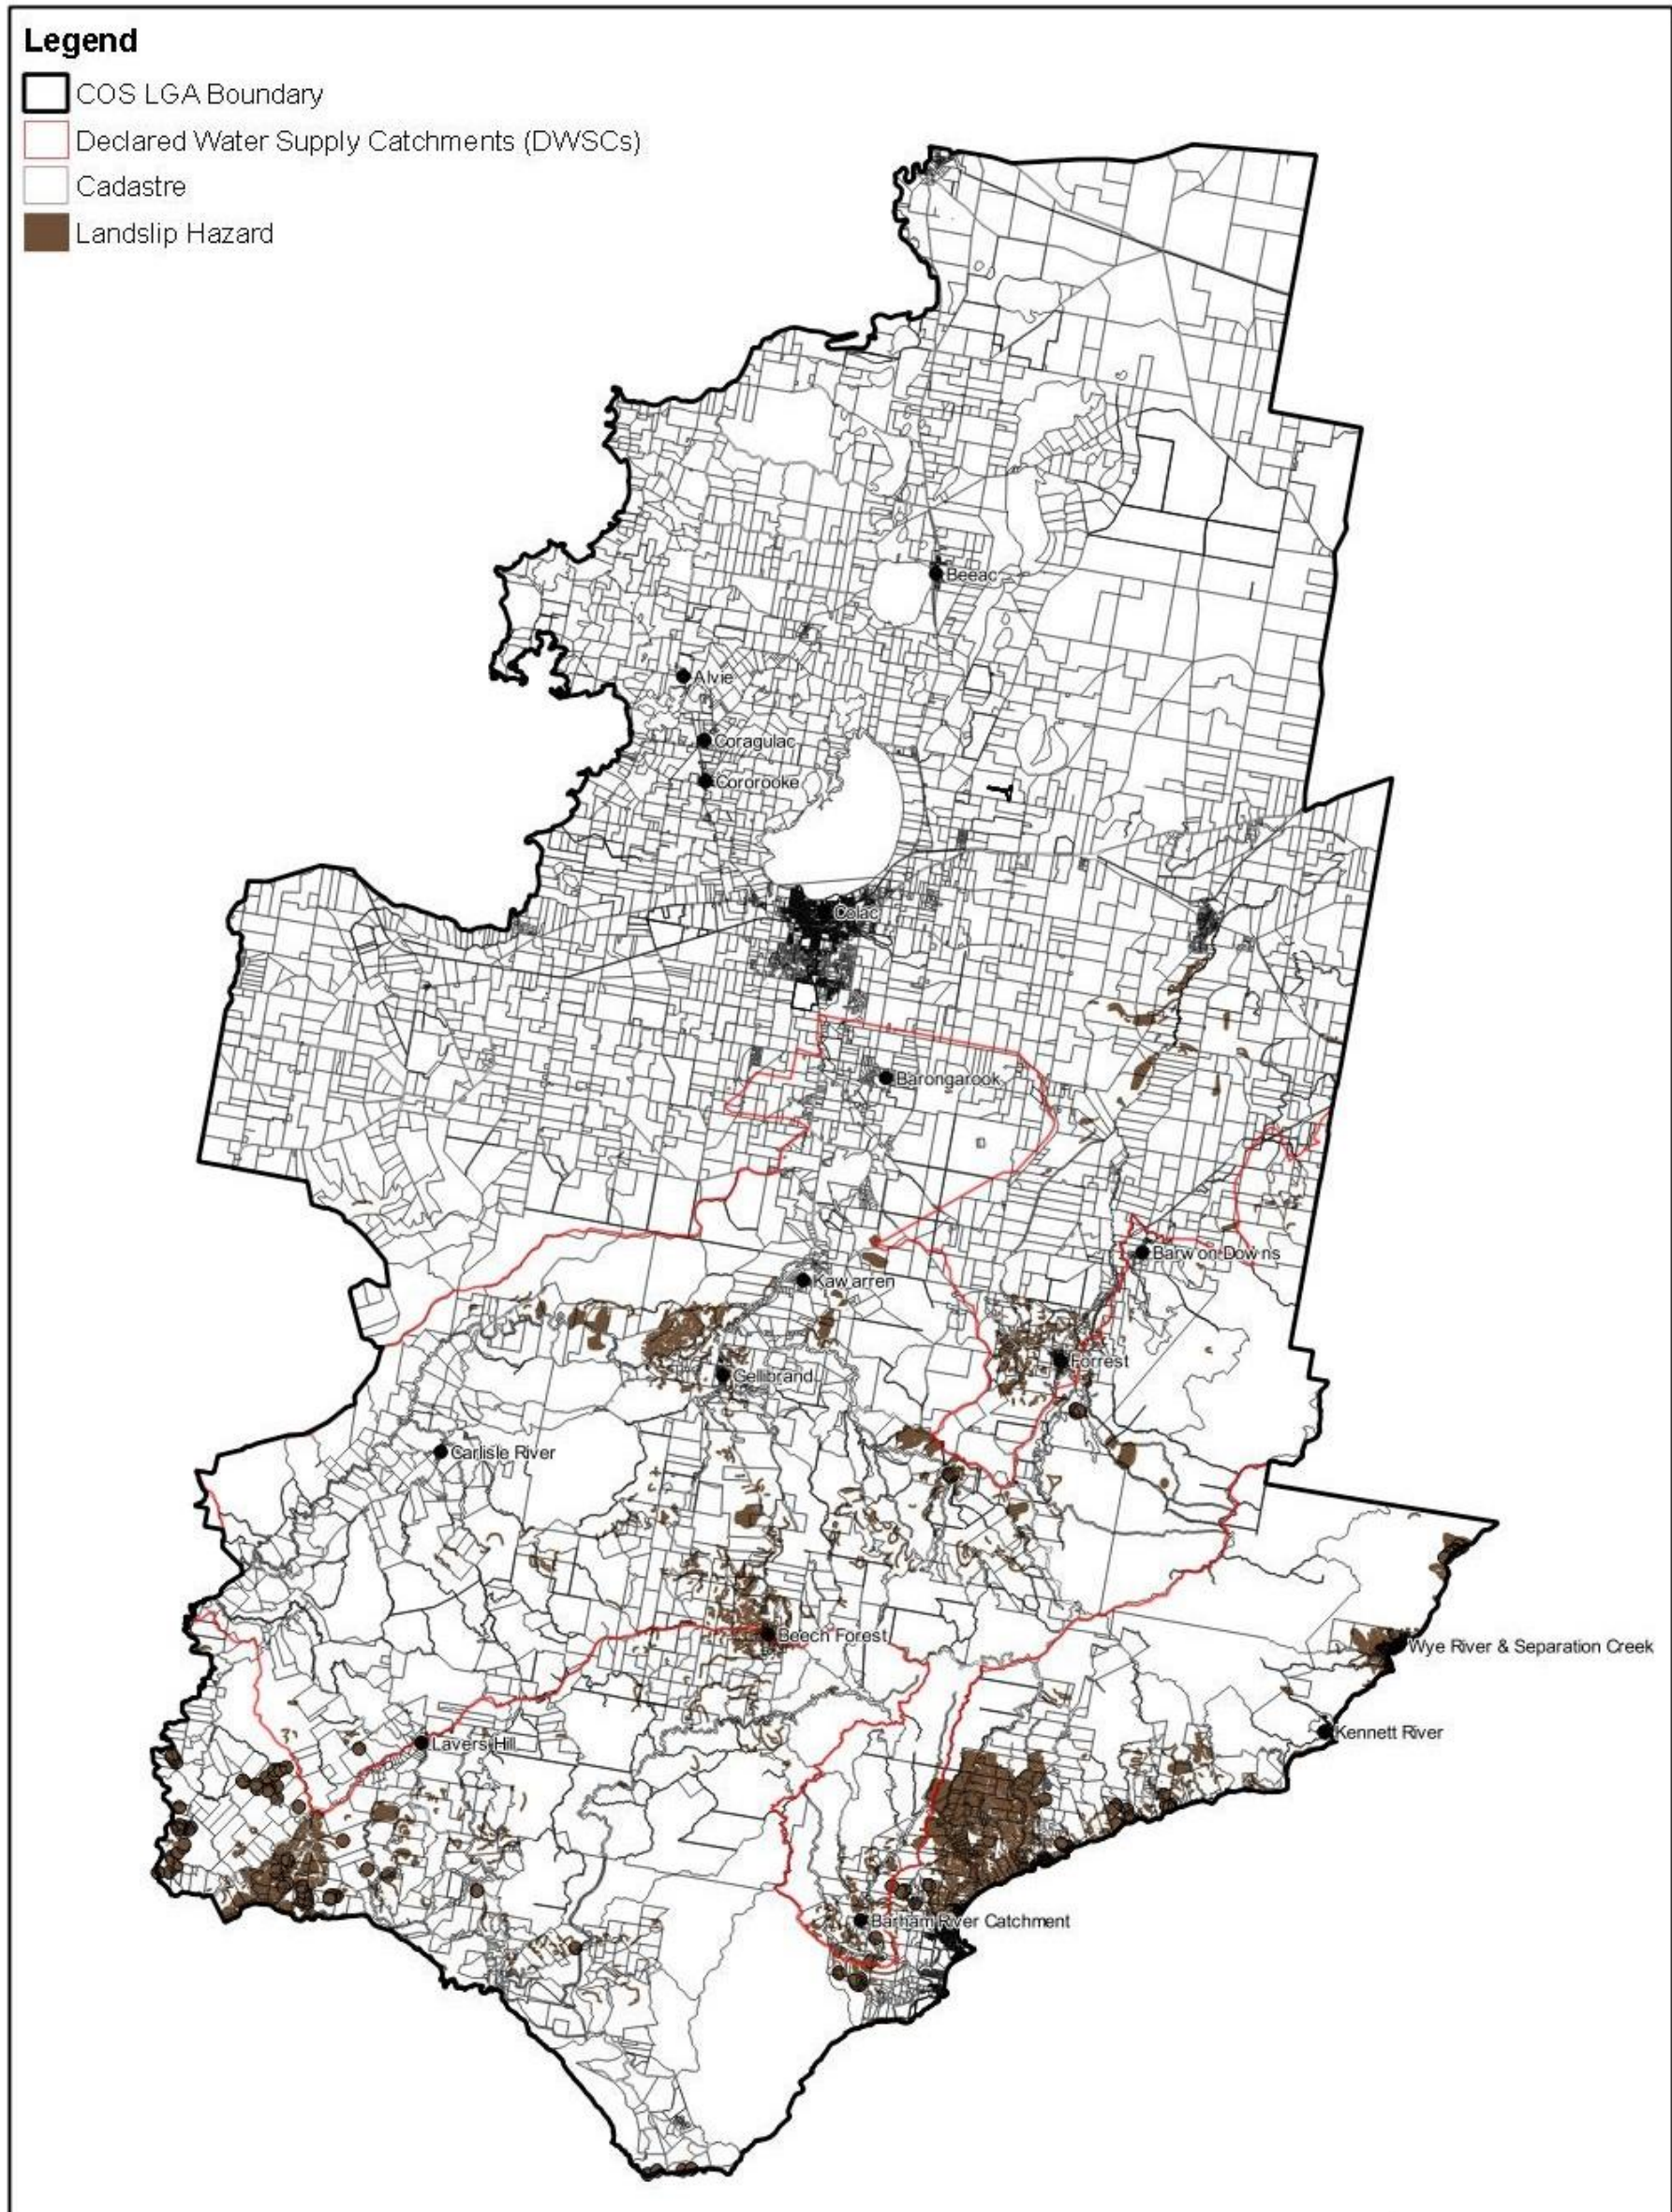 Legend
COS LGA Boundary
Declared Water Supply Catchments (DWSCs)
Cadastre
Landslip Hazard
Beeac
Alvie
Coragulac
Cororooke
Colac
Barongarook
Barwon Downs
Kawarren
Forrest
Gellibrand
Carlisle River
Beech Forest
Wye River & Separation Creek
Kennett River
Lavers Hill
Barham River Catchment